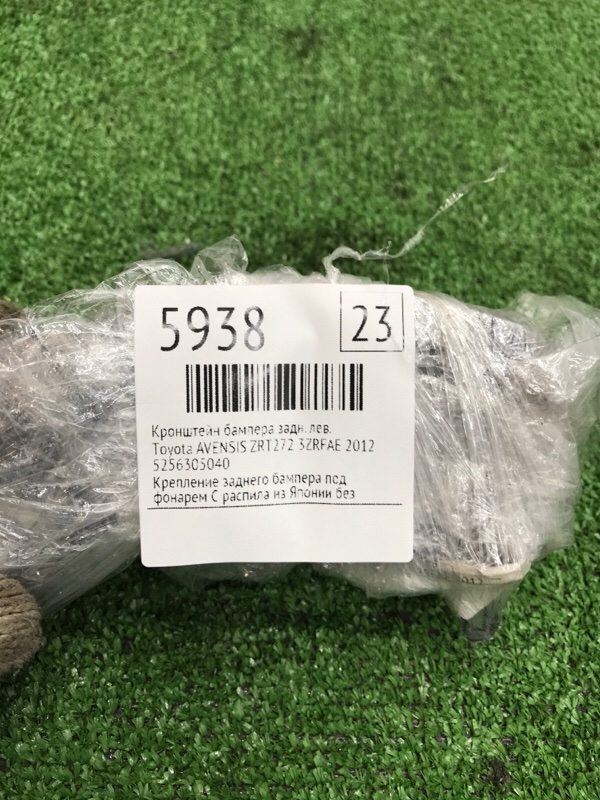 5938
23
Кронштейн бампера задн.лев.
Toyota AVENSIS ZRT272 3ZRFAE 2012
5256305040
Крепление заднего бампера под
фонарем С распила из Японии без